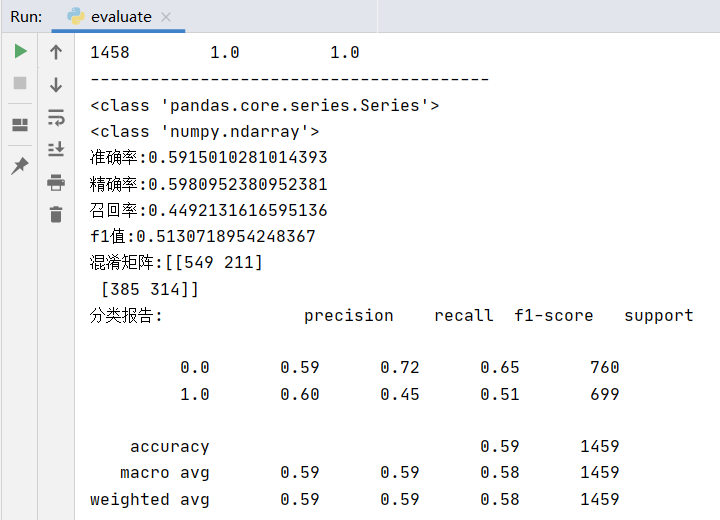 Run: evaluate
1458 1.0 1.0
----------------------------------------
<class 'pandas.core.series.Series'>
<class 'numpy.ndarray'>
准确率:0.5915010281014393
精确率:0.5980952380952381
召回率:0.4492131616595136
f1值:0.5130718954248367
混淆矩阵:[[549 211]
[385 314]]
分类报告: precision recall f1-score support
0.0 0.59 0.72 0.65 760
1.0 0.60 0.45 0.51 699
accuracy 0.59 1459
macro avg 0.59 0.59 0.58 1459
weighted avg 0.59 0.59 0.58 1459